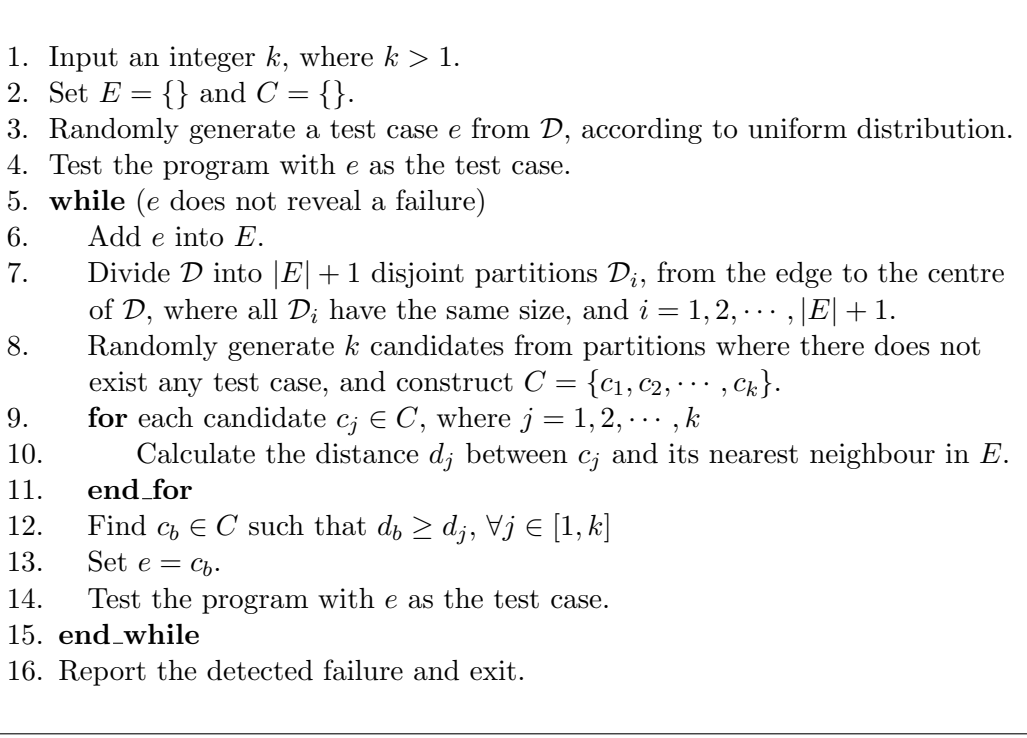 1. Input an integer k, where k > 1.
2. Set E = {} and C = {}.
3. Randomly generate a test case e from 𝒟, according to uniform distribution.
4. Test the program with e as the test case.
5. while (e does not reveal a failure)
6. Add e into E.
7. Divide 𝒟 into |E| + 1 disjoint partitions 𝒟ᵢ, from the edge to the centre
of 𝒟, where all 𝒟ᵢ have the same size, and i = 1, 2, ⋯ , |E| + 1.
8. Randomly generate k candidates from partitions where there does not
exist any test case, and construct C = {c₁, c₂, ⋯ , cₖ}.
9. for each candidate cⱼ ∈ C, where j = 1, 2, ⋯ , k
10. Calculate the distance dⱼ between cⱼ and its nearest neighbour in E.
11. end_for
12. Find c_b ∈ C such that d_b ≥ dⱼ, ∀j ∈ [1, k]
13. Set e = c_b.
14. Test the program with e as the test case.
15. end_while
16. Report the detected failure and exit.